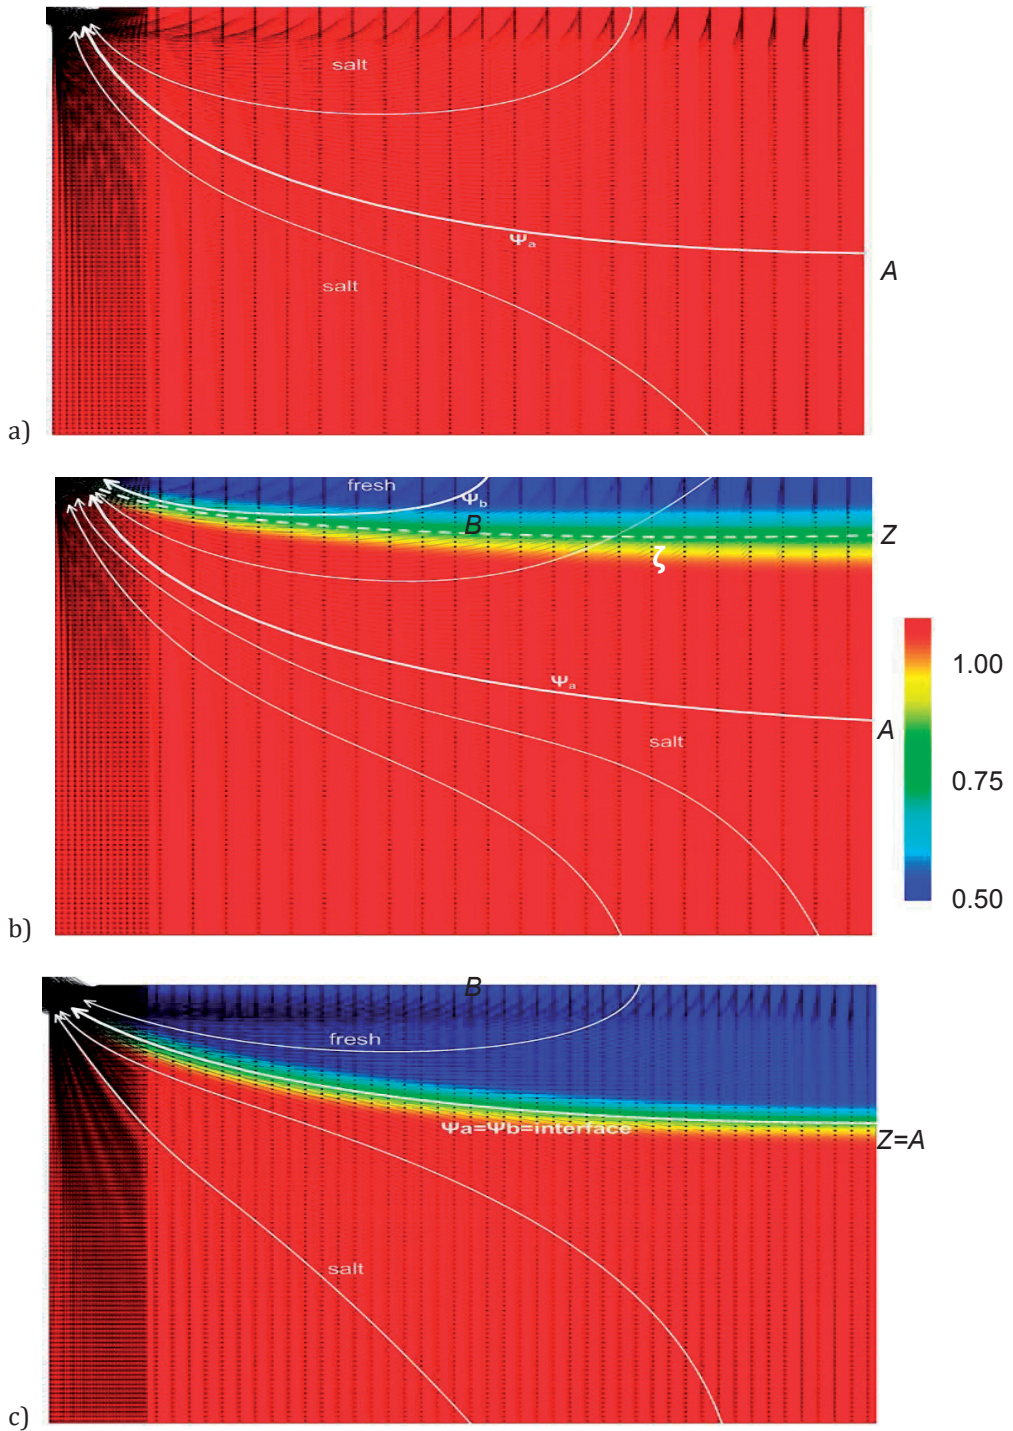 salt
Ψa
A
salt
a)
fresh
Ψb
B
Z
ζ
1.00
Ψa
A
salt
0.75
0.50
b)
B
fresh
Ψa=Ψb=interface
Z=A
salt
c)